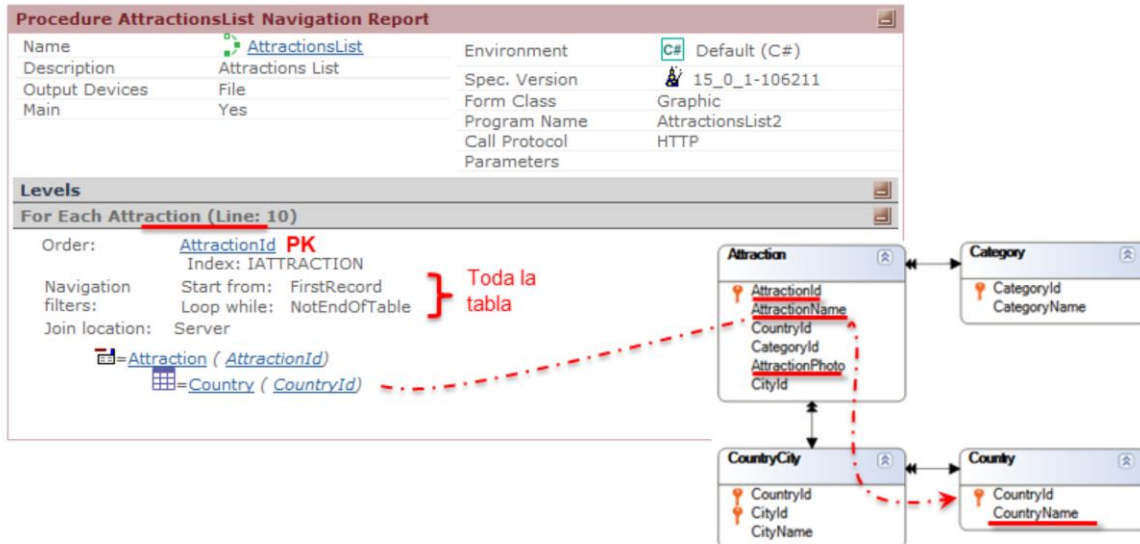 Procedure AttractionsList Navigation Report
Name AttractionsList
Description Attractions List
Output Devices File
Main Yes
Environment C# Default (C#)
Spec. Version 15_0_1-106211
Form Class Graphic
Program Name AttractionsList2
Call Protocol HTTP
Parameters
Levels
For Each Attraction (Line: 10)
Order: AttractionId PK
Index: IATTRACTION
Navigation filters: Start from: FirstRecord
Loop while: NotEndOfTable
Toda la
tabla
Join location: Server
=Attraction ( AttractionId)
=Country ( CountryId)
Attraction
AttractionId
AttractionName
CountryId
CategoryId
AttractionPhoto
CityId
Category
CategoryId
CategoryName
CountryCity
CountryId
CityId
CityName
Country
CountryId
CountryName